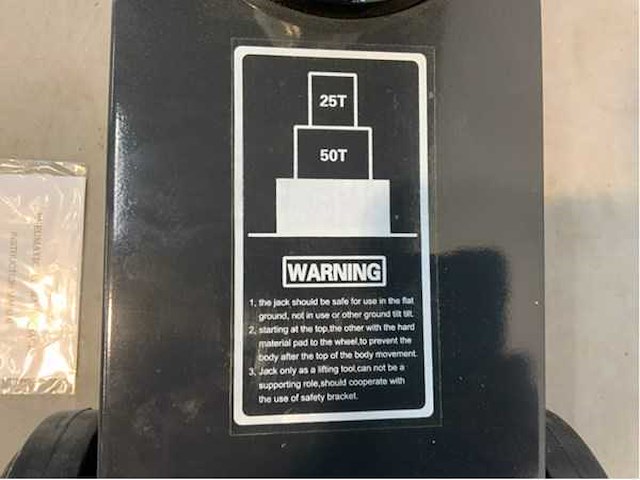 25T
50T
WARNING
1, the jack should be safe for use in the flat
ground, not in use or other ground tilt tilt.
2, starting at the top,the other with the hard
material pad to the wheel,to prevent the
body after the top of the body movement.
3, Jack only as a lifting tool,can not be a
supporting role,should cooperate with
the use of safety bracket.